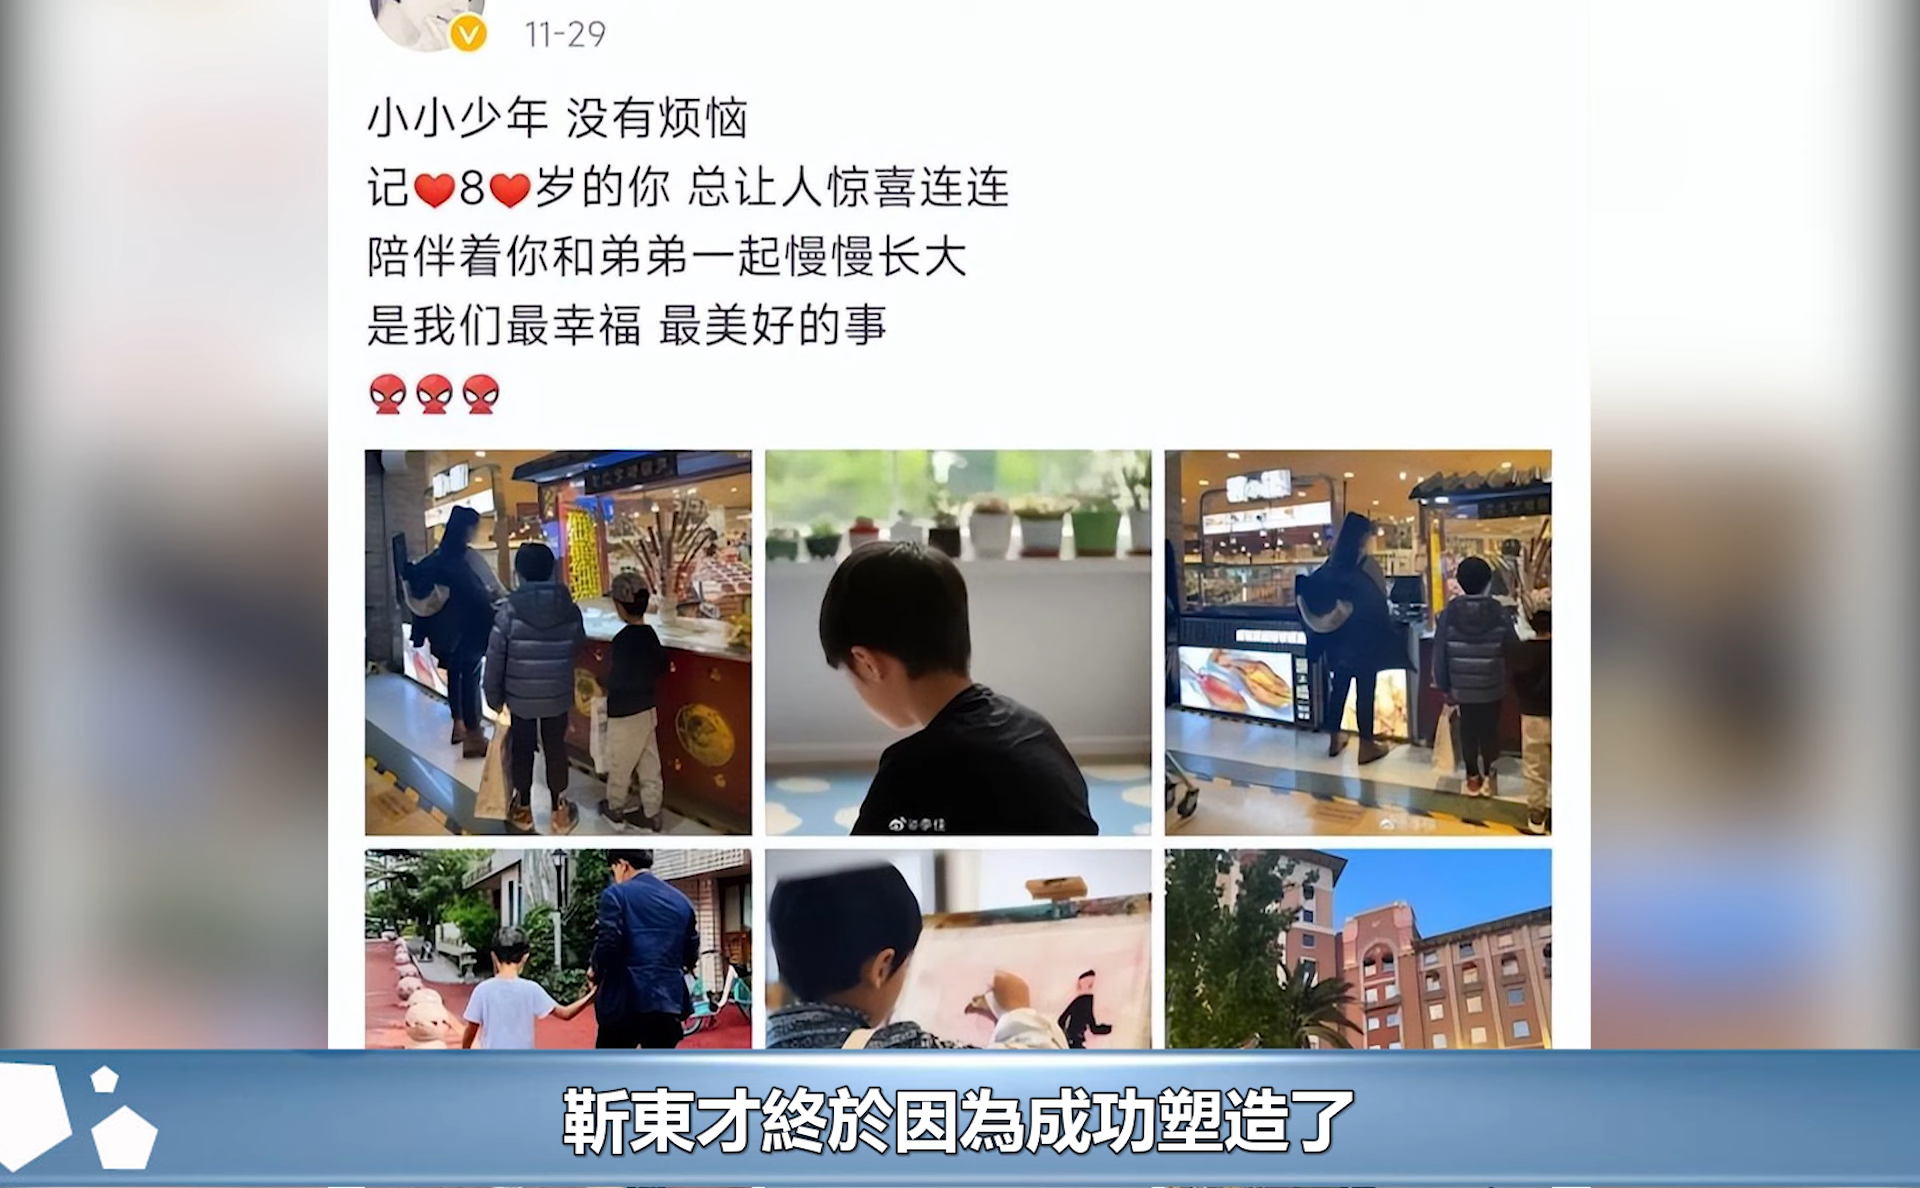 11-29
小小少年 没有烦恼
记❤️8❤️岁的你 总让人惊喜连连
陪伴着你和弟弟一起慢慢长大
是我们最幸福 最美好的事
靳東才終於因為成功塑造了